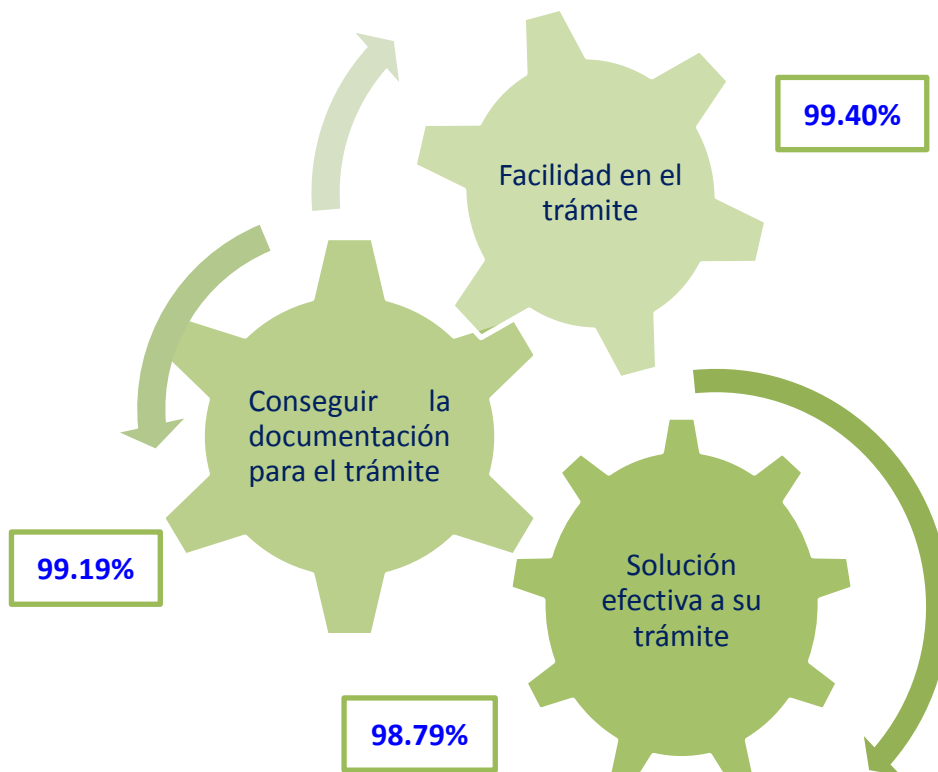 99.40%
Facilidad en el
trámite
Conseguir la
documentación
para el trámite
99.19%
Solución
efectiva a su
trámite
98.79%